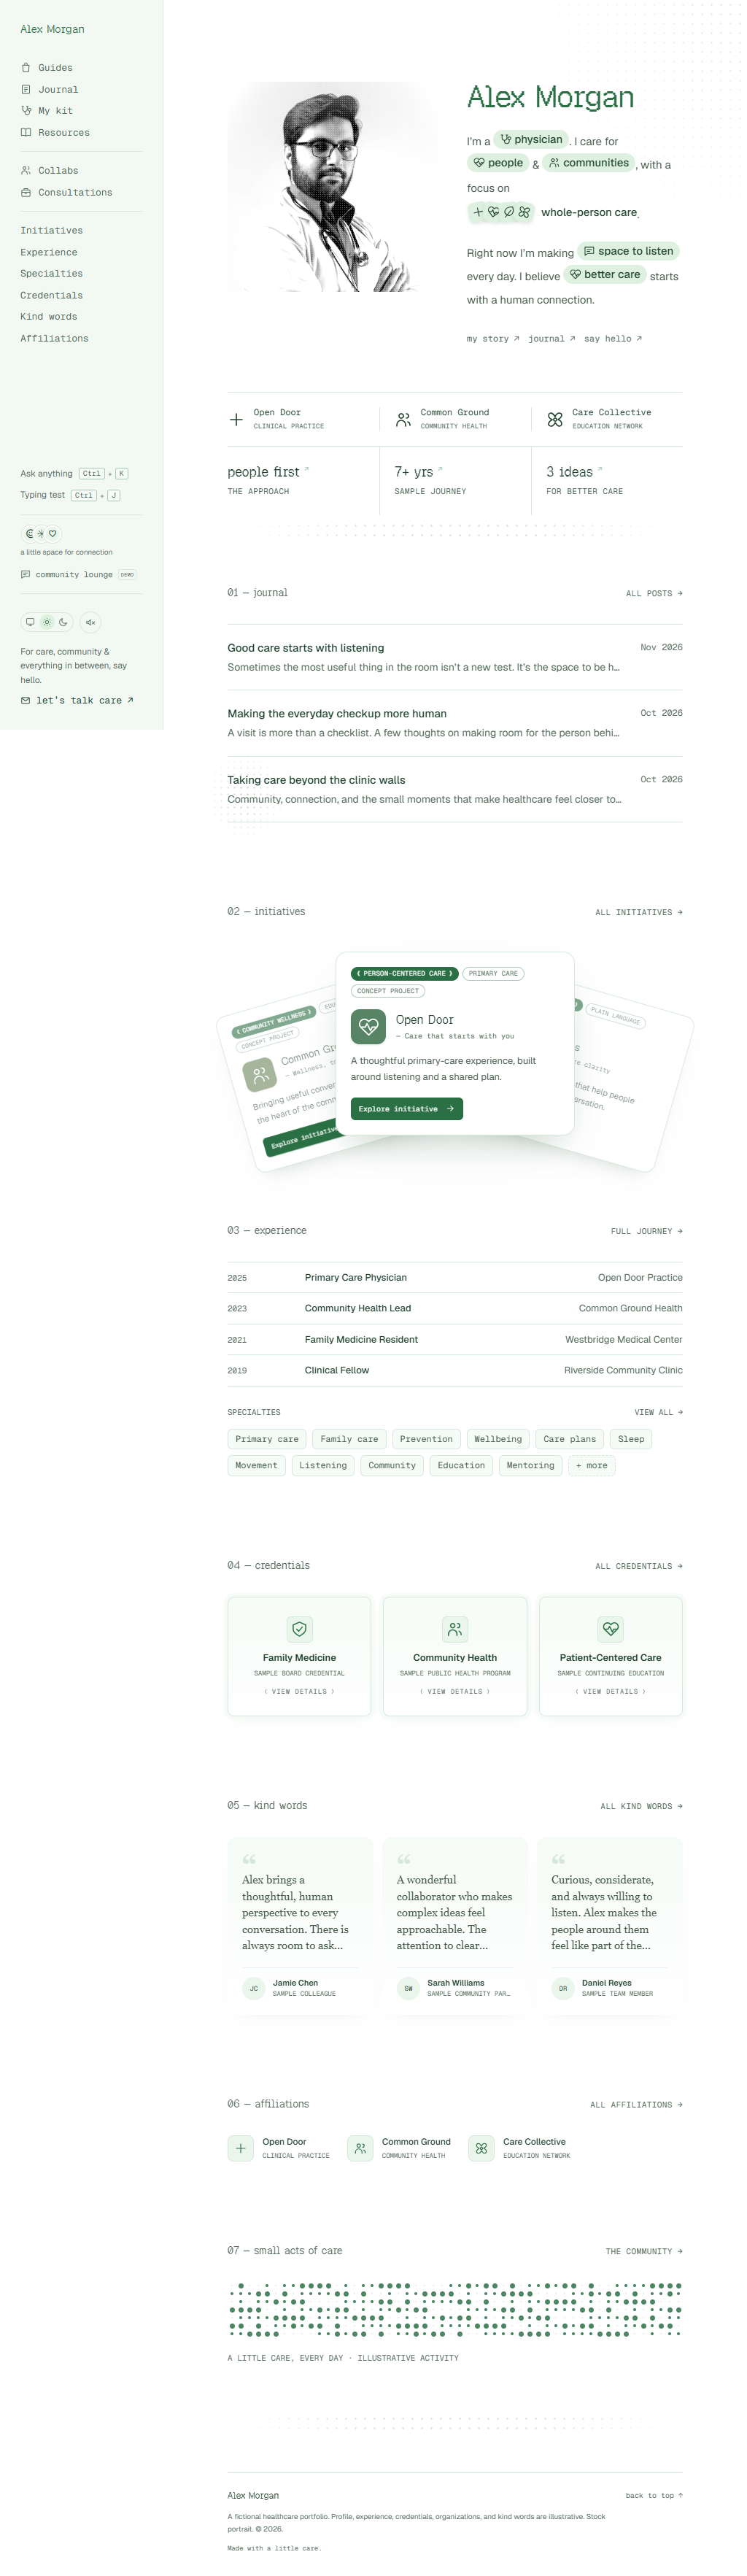 Alex Morgan
Guides
Journal
My kit
Resources
Collabs
Consultations
Initiatives
Experience
Specialties
Credentials
Kind words
Affiliations
Ask anything Ctrl + K
Typing test Ctrl + J
a little space for connection
community lounge DEMO
For care, community &
everything in between, say
hello.
let's talk care ↗
Alex Morgan
I'm a physician. I care for
people & communities, with a
focus on
whole-person care.
Right now I'm making space to listen
every day. I believe better care starts
with a human connection.
my story ↗ journal ↗ say hello ↗
Open Door
CLINICAL PRACTICE
Common Ground
COMMUNITY HEALTH
Care Collective
EDUCATION NETWORK
people first ↗
THE APPROACH
7+ yrs ↗
SAMPLE JOURNEY
3 ideas ↗
FOR BETTER CARE
01 — journal
ALL POSTS →
Good care starts with listening
Nov 2026
Sometimes the most useful thing in the room isn't a new test. It's the space to be h...
Making the everyday checkup more human
Oct 2026
A visit is more than a checklist. A few thoughts on making room for the person behi...
Taking care beyond the clinic walls
Oct 2026
Community, connection, and the small moments that make healthcare feel closer to...
02 — initiatives
ALL INITIATIVES →
( COMMUNITY WELLNESS )
CONCEPT PROJECT
Common Gr
— Wellness,
Bringing useful conver
the heart of the comm
Explore initiative
( PERSON-CENTERED CARE ) PRIMARY CARE
CONCEPT PROJECT
Open Door
— Care that starts with you
A thoughtful primary-care experience, built
around listening and a shared plan.
Explore initiative →
PLAIN LANGUAGE
clarity
that help people
03 — experience
FULL JOURNEY →
2025 Primary Care Physician Open Door Practice
2023 Community Health Lead Common Ground Health
2021 Family Medicine Resident Westbridge Medical Center
2019 Clinical Fellow Riverside Community Clinic
SPECIALTIES
VIEW ALL →
Primary care Family care Prevention Wellbeing Care plans Sleep
Movement Listening Community Education Mentoring + more
04 — credentials
ALL CREDENTIALS →
Family Medicine
SAMPLE BOARD CREDENTIAL
( VIEW DETAILS )
Community Health
SAMPLE PUBLIC HEALTH PROGRAM
( VIEW DETAILS )
Patient-Centered Care
SAMPLE CONTINUING EDUCATION
( VIEW DETAILS )
05 — kind words
ALL KIND WORDS →
“
Alex brings a
thoughtful, human
perspective to every
conversation. There is
always room to ask...
JC
Jamie Chen
SAMPLE COLLEAGUE
“
A wonderful
collaborator who makes
complex ideas feel
approachable. The
attention to clear...
SW
Sarah Williams
SAMPLE COMMUNITY PAR...
“
Curious, considerate,
and always willing to
listen. Alex makes the
people around them
feel like part of the...
DR
Daniel Reyes
SAMPLE TEAM MEMBER
06 — affiliations
ALL AFFILIATIONS →
Open Door
CLINICAL PRACTICE
Common Ground
COMMUNITY HEALTH
Care Collective
EDUCATION NETWORK
07 — small acts of care
THE COMMUNITY →
A LITTLE CARE, EVERY DAY · ILLUSTRATIVE ACTIVITY
Alex Morgan
back to top ↑
A fictional healthcare portfolio. Profile, experience, credentials, organizations, and kind words are illustrative. Stock
portrait. © 2026.
Made with a little care.